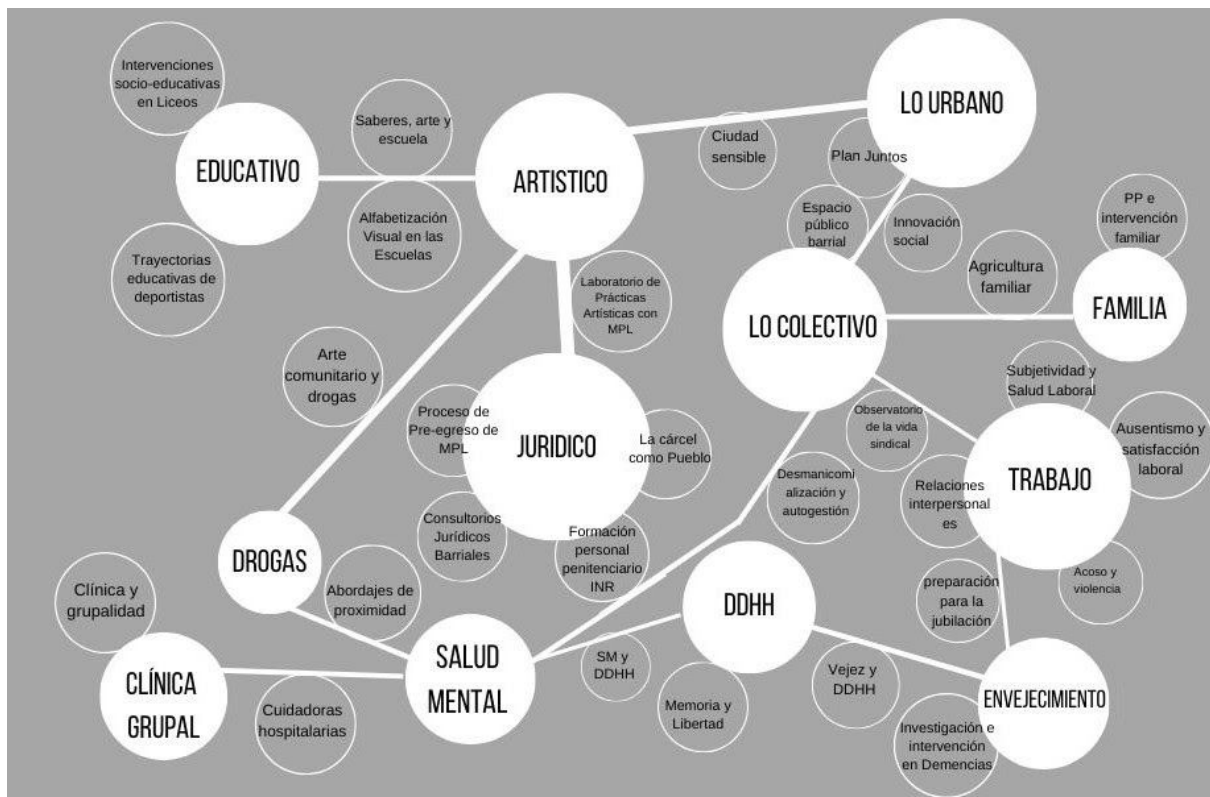 Intervenciones
socio-educativas
en Liceos
EDUCATIVO
Trayectorias
educativas de
deportistas
Saberes, arte y
escuela
Alfabetización
Visual en las
Escuelas
ARTISTICO
Ciudad
sensible
LO URBANO
Plan Juntos
Espacio
público
barrial
Innovación
social
PP e
intervención
familiar
Agricultura
familiar
FAMILIA
LO COLECTIVO
Laboratorio de
Prácticas
Artísticas con
MPL
Arte
comunitario y
drogas
Proceso de
Pre-egreso de
MPL
JURIDICO
La cárcel
como Pueblo
Consultorios
Jurídicos
Barriales
Formación
personal
penitenciario
INR
Subjetividad y
Salud Laboral
Observatorio
de la vida
sindical
Ausentismo y
satisfacción
laboral
TRABAJO
Desmanicomi
alización y
autogestión
Relaciones
interpersonal
es
Acoso y
violencia
preparación
para la
jubilación
DROGAS
Abordajes de
proximidad
Clínica y
grupalidad
CLÍNICA
GRUPAL
Cuidadoras
hospitalarias
SALUD
MENTAL
SM y
DDHH
DDHH
Memoria y
Libertad
Vejez y
DDHH
ENVEJECIMIENTO
Investigación e
intervención
en Demencias